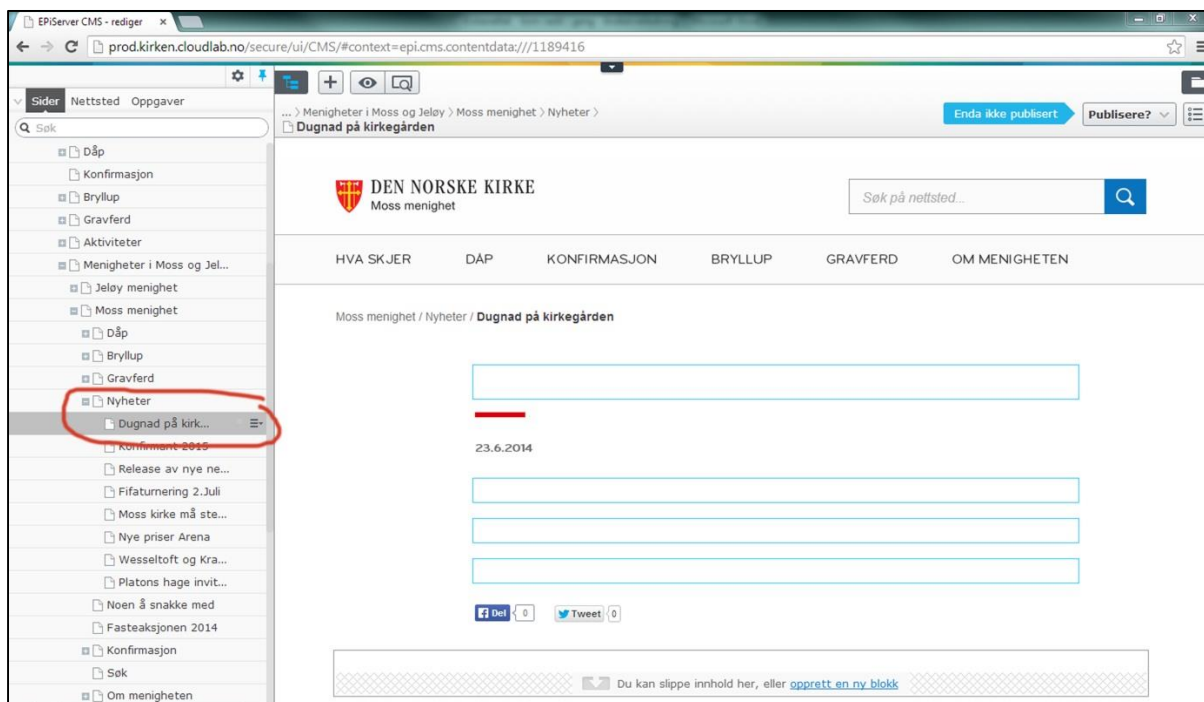 EPiServer CMS - rediger
prod.kirken.cloudlab.no/secure/ui/CMS/#context=epi.cms.contentdata:///1189416
Sider Nettsted Oppgaver
Søk
Dåp
Konfirmasjon
Bryllup
Gravferd
Aktiviteter
Menigheter i Moss og Jel...
Jeløy menighet
Moss menighet
Dåp
Bryllup
Gravferd
Nyheter
Dugnad på kirk...
Konfirmant 2015
Release av nye ne...
Fifaturnering 2.Juli
Moss kirke må ste...
Nye priser Arena
Wesseltoft og Kra...
Platons hage invit...
Noen å snakke med
Fasteaksjonen 2014
Konfirmasjon
Søk
Om menigheten
... > Menigheter i Moss og Jeløy > Moss menighet > Nyheter >
Dugnad på kirkegården
Enda ikke publisert
Publisere?
DEN NORSKE KIRKE
Moss menighet
Søk på nettsted...
HVA SKJER DÅP KONFIRMASJON BRYLLUP GRAVFERD OM MENIGHETEN
Moss menighet / Nyheter / Dugnad på kirkegården
23.6.2014
Del 0 Tweet 0
Du kan slippe innhold her, eller opprett en ny blokk